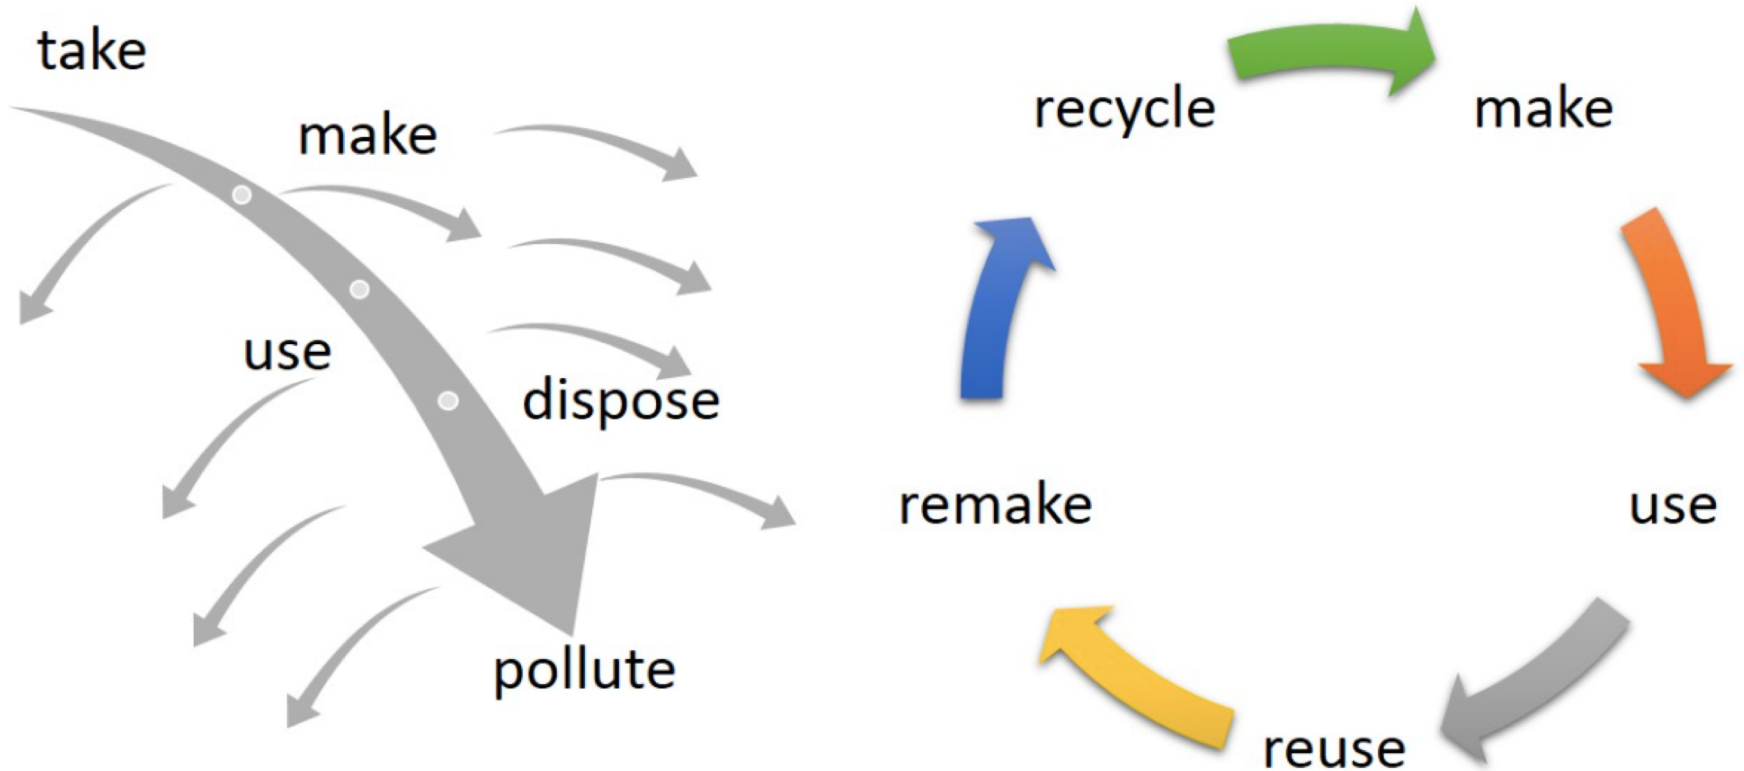 take
make
use
dispose
pollute
recycle
make
use
reuse
remake